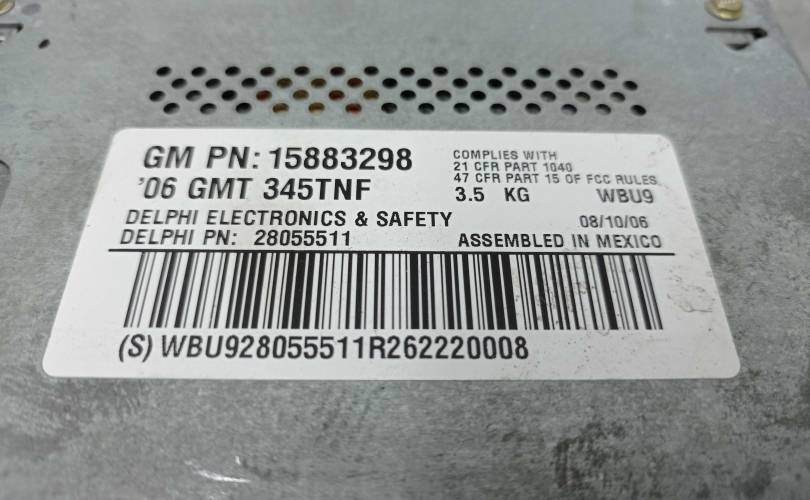 GM PN: 15883298
'06 GMT 345TNF
COMPLIES WITH
21 CFR PART 1040
47 CFR PART 15 OF FCC RULES
3.5 KG WBU9
DELPHI ELECTRONICS & SAFETY 08/10/06
DELPHI PN: 28055511 ASSEMBLED IN MEXICO
(S) WBU928055511R262220008